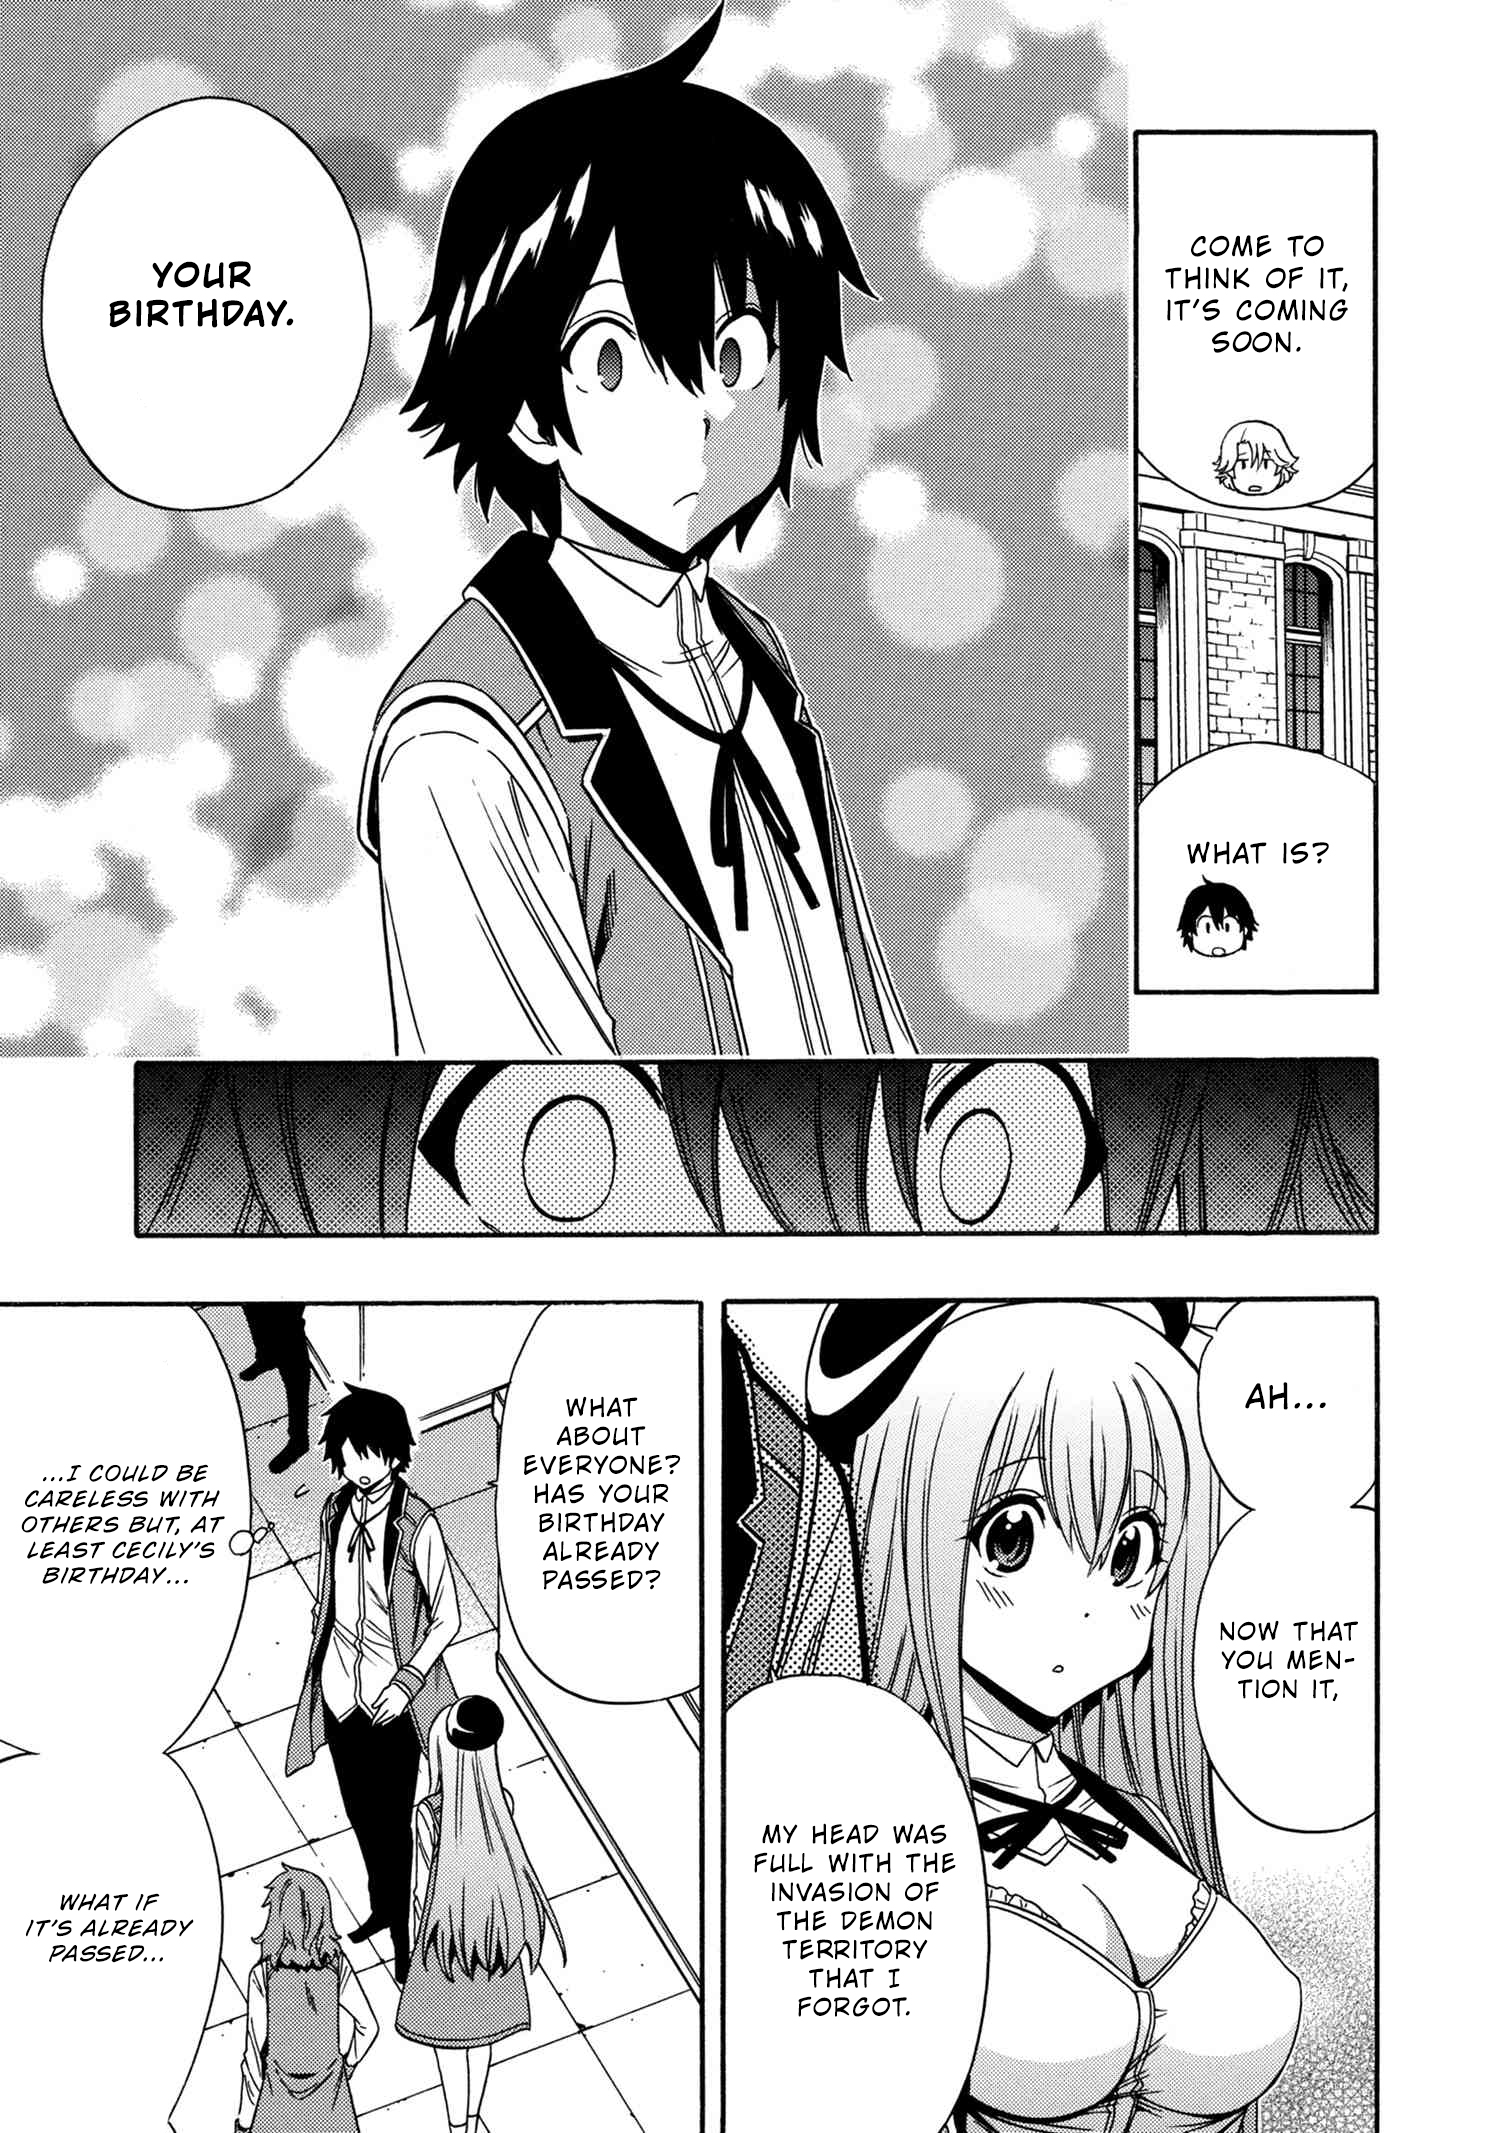 COME TO
THINK OF IT,
IT'S COMING
SOON.
WHAT IS?
YOUR
BIRTHDAY.
AH...
NOW THAT
YOU MEN-
TION IT,
MY HEAD WAS
FULL WITH THE
INVASION OF
THE DEMON
TERRITORY
THAT I
FORGOT.
WHAT
ABOUT
EVERYONE?
HAS YOUR
BIRTHDAY
ALREADY
PASSED?
...I COULD BE
CARELESS WITH
OTHERS BUT, AT
LEAST CECILY'S
BIRTHDAY...
WHAT IF
IT'S ALREADY
PASSED...